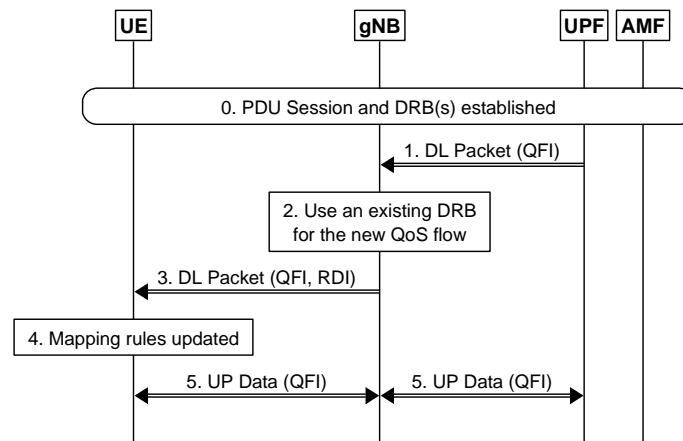 UE gNB UPF AMF
0. PDU Session and DRB(s) established
1. DL Packet (QFI)
2. Use an existing DRB
for the new QoS flow
3. DL Packet (QFI, RDI)
4. Mapping rules updated
5. UP Data (QFI) 5. UP Data (QFI)